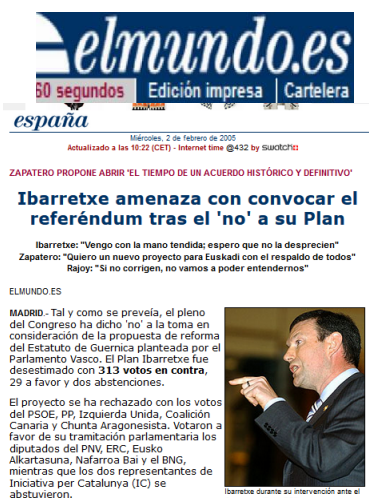 elmundo.es
60 segundos Edición impresa Cartelera
españa
Miércoles, 2 de febrero de 2005
Actualizado a las 10:22 (CET) - Internet time @432 by swatch
ZAPATERO PROPONE ABRIR 'EL TIEMPO DE UN ACUERDO HISTÓRICO Y DEFINITIVO'
Ibarretxe amenaza con convocar el
referéndum tras el 'no' a su Plan
Ibarretxe: "Vengo con la mano tendida; espero que no la desprecien"
Zapatero: "Quiero un nuevo proyecto para Euskadi con el respaldo de todos"
Rajoy: "Si no corrigen, no vamos a poder entendernos"
ELMUNDO.ES
MADRID.- Tal y como se preveía, el pleno
del Congreso ha dicho 'no' a la toma en
consideración de la propuesta de reforma
del Estatuto de Guernica planteada por el
Parlamento Vasco. El Plan Ibarretxe fue
desestimado con 313 votos en contra,
29 a favor y dos abstenciones.
El proyecto se ha rechazado con los votos
del PSOE, PP, Izquierda Unida, Coalición
Canaria y Chunta Aragonesista. Votaron a
favor de su tramitación parlamentaria los
diputados del PNV, ERC, Eusko
Alkartasuna, Nafarroa Bai y el BNG,
mientras que los dos representantes de
Iniciativa per Catalunya (IC) se
abstuvieron.
Ibarretxe durante su intervención ante el